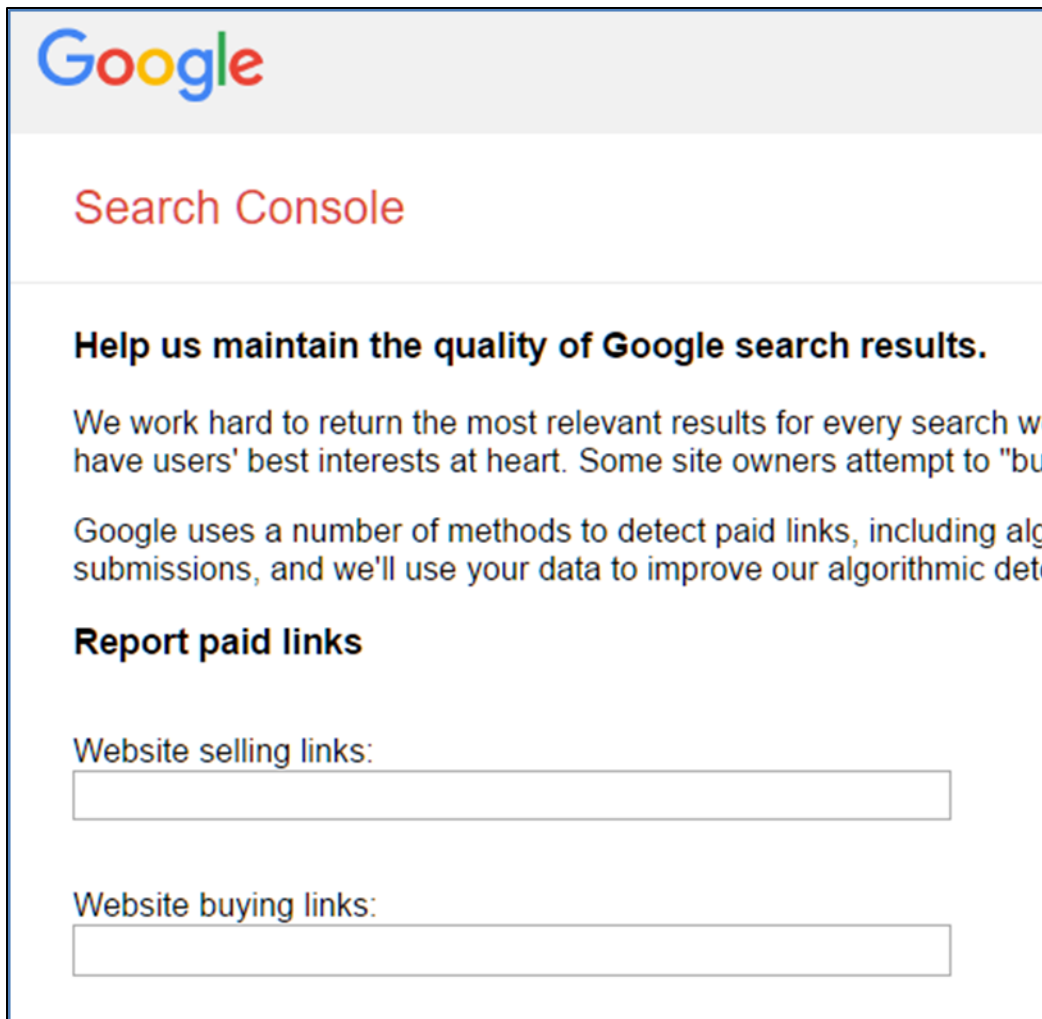 Google
Search Console
Help us maintain the quality of Google search results.
We work hard to return the most relevant results for every search w
have users' best interests at heart. Some site owners attempt to "bu
Google uses a number of methods to detect paid links, including alg
submissions, and we'll use your data to improve our algorithmic det
Report paid links
Website selling links:
Website buying links: